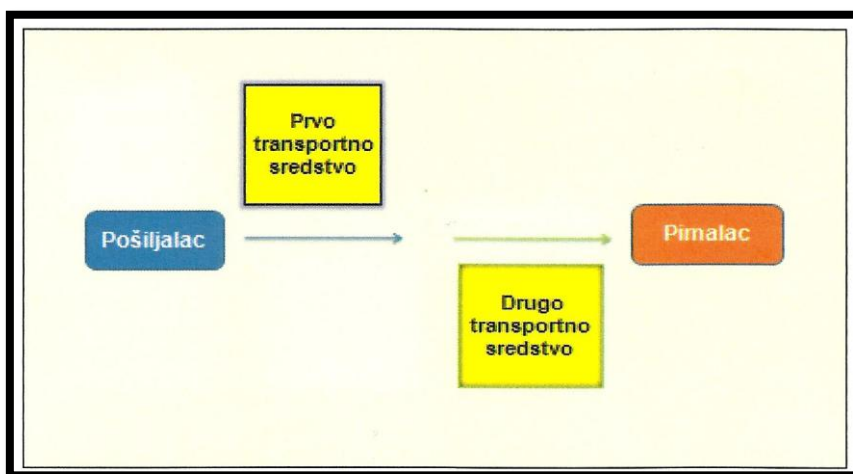 Prvo
transportno
sredstvo
Pošiljalac
Pimalac
Drugo
transportno
sredstvo